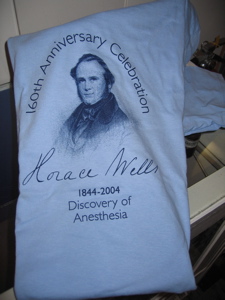 160th Anniversary Celebration
Horace Wells
1844-2004
Discovery of
Anesthesia